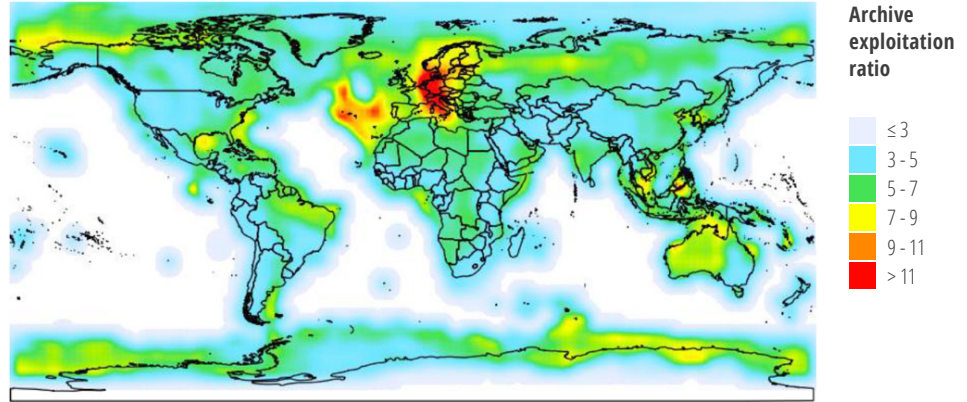 Archive
exploitation
ratio
≤ 3
3 - 5
5 - 7
7 - 9
9 - 11
> 11